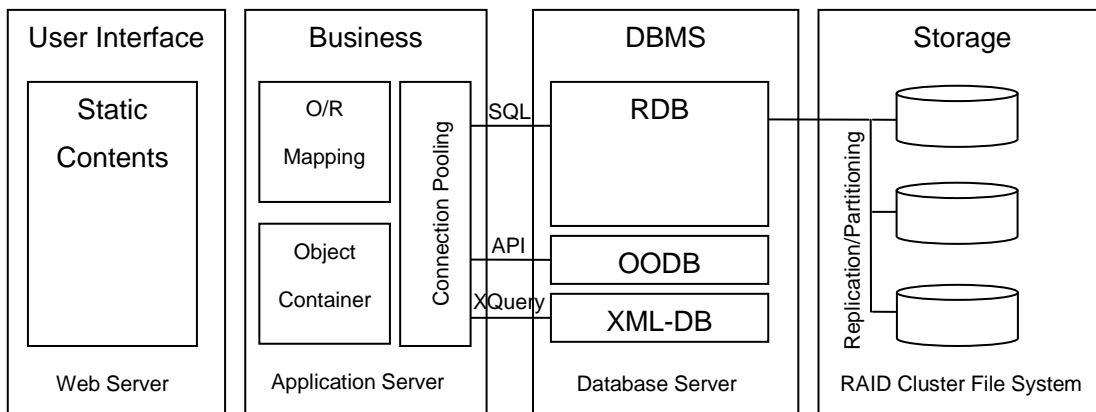 User Interface
Static
Contents
Web Server
Business
O/R
Mapping
Object
Container
Connection Pooling
Application Server
SQL
API
XQuery
DBMS
RDB
OODB
XML-DB
Database Server
Storage
Replication/Partitioning
RAID Cluster File System